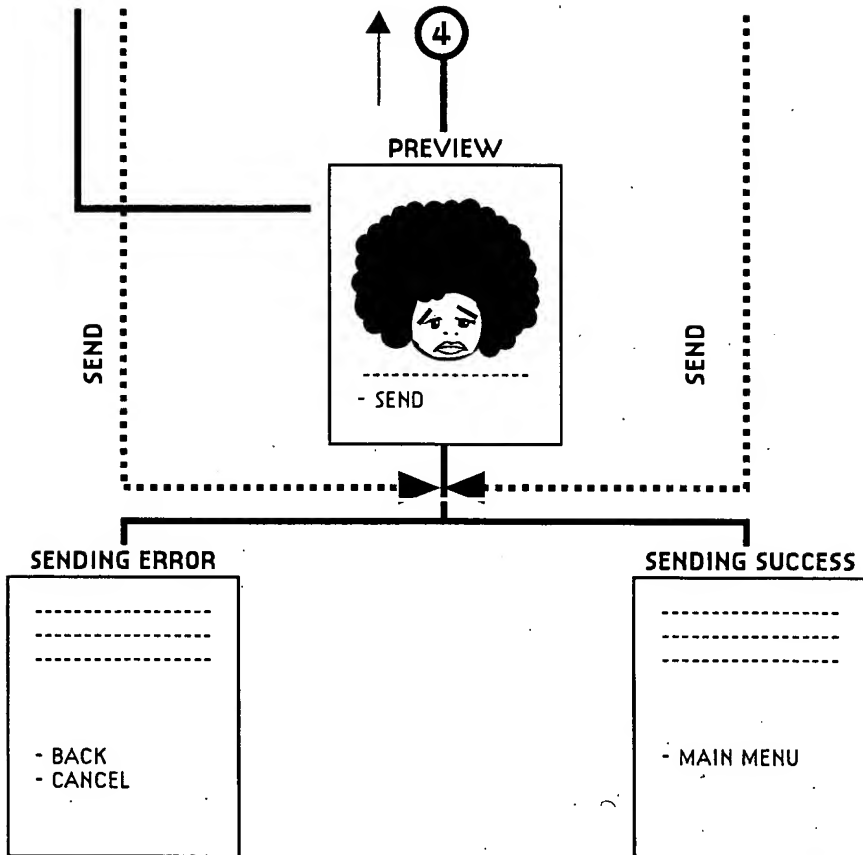 4
PREVIEW
SEND
- SEND
SEND
SENDING ERROR
- BACK
- CANCEL
SENDING SUCCESS
- MAIN MENU